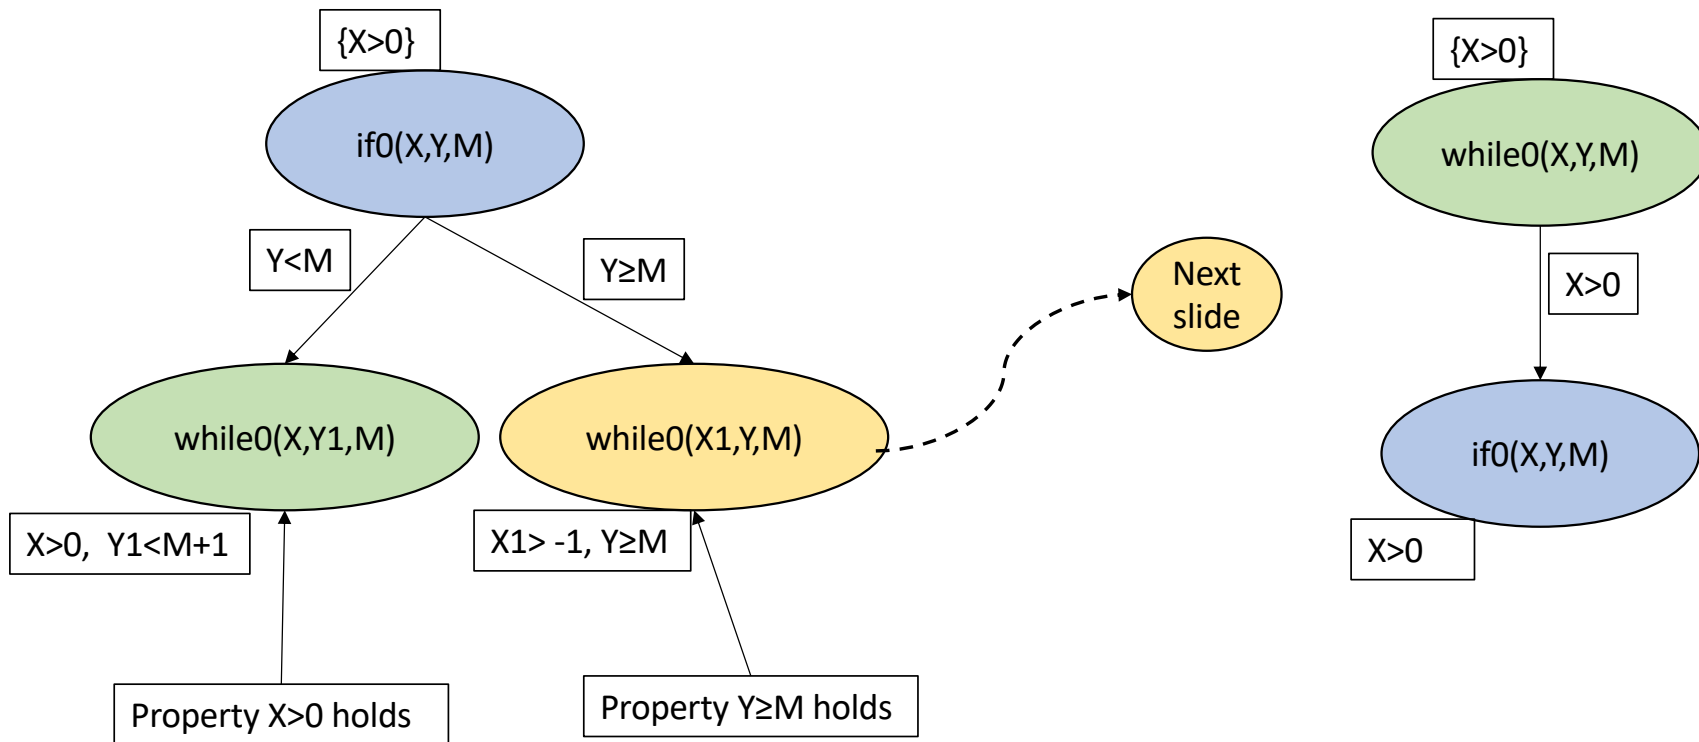 {X>0}
if0(X,Y,M)
Y<M
Y≥M
while0(X,Y1,M)
while0(X1,Y,M)
X>0, Y1<M+1
X1> -1, Y≥M
Property X>0 holds
Property Y≥M holds
Next
slide
{X>0}
while0(X,Y,M)
X>0
if0(X,Y,M)
X>0